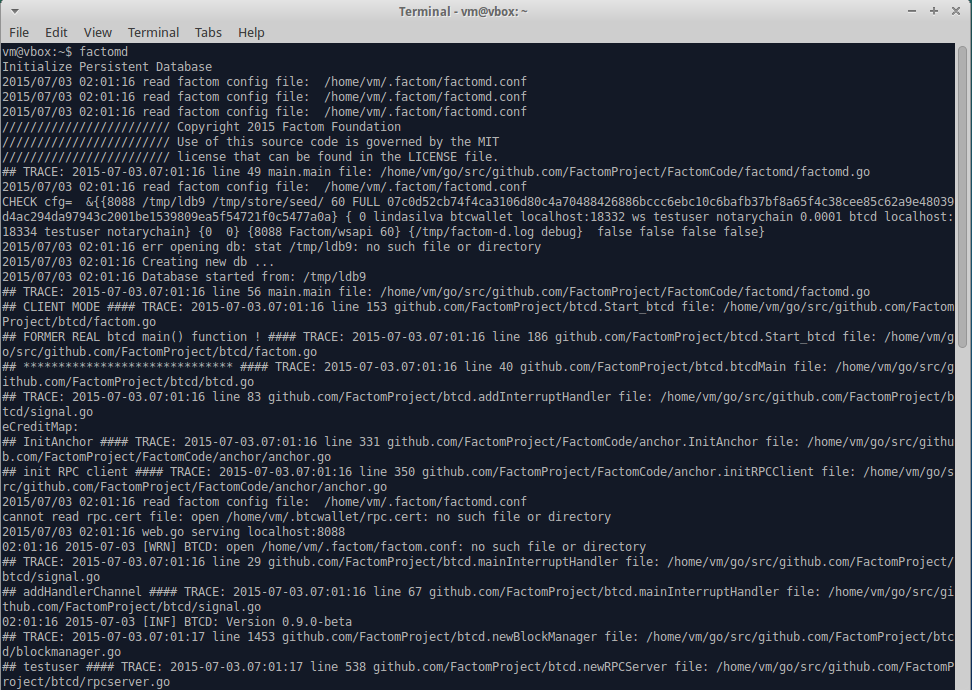 Terminal - vm@vbox: ~
File Edit View Terminal Tabs Help
vm@vbox:~$ factomd
Initialize Persistent Database
2015/07/03 02:01:16 read factom config file:  /home/vm/.factom/factomd.conf
2015/07/03 02:01:16 read factom config file:  /home/vm/.factom/factomd.conf
2015/07/03 02:01:16 read factom config file:  /home/vm/.factom/factomd.conf
//////////////////////// Copyright 2015 Factom Foundation
//////////////////////// Use of this source code is governed by the MIT
//////////////////////// license that can be found in the LICENSE file.
## TRACE: 2015-07-03.07:01:16 line 49 main.main file: /home/vm/go/src/github.com/FactomProject/FactomCode/factomd/factomd.go
2015/07/03 02:01:16 read factom config file:  /home/vm/.factom/factomd.conf
CHECK cfg=  &{{8088 /tmp/ldb9 /tmp/store/seed/ 60 FULL 07c0d52cb74f4ca3106d80c4a70488426886bccc6ebc10c6bafb37bf8a65f4c38cee85c62a9e48039
d4ac294da97943c2001be1539809ea5f54721f0c5477a0a} { 0 lindasilva btcwallet localhost:18332 ws testuser notarychain 0.0001 btcd localhost:
18334 testuser notarychain} {0  0} {8088 Factom/wsapi 60} {/tmp/factom-d.log debug}  false false false false}
2015/07/03 02:01:16 err opening db: stat /tmp/ldb9: no such file or directory
2015/07/03 02:01:16 Creating new db ...
2015/07/03 02:01:16 Database started from: /tmp/ldb9
## TRACE: 2015-07-03.07:01:16 line 56 main.main file: /home/vm/go/src/github.com/FactomProject/FactomCode/factomd/factomd.go
## CLIENT MODE #### TRACE: 2015-07-03.07:01:16 line 153 github.com/FactomProject/btcd.Start_btcd file: /home/vm/go/src/github.com/Factom
Project/btcd/factom.go
## FORMER REAL btcd main() function ! #### TRACE: 2015-07-03.07:01:16 line 186 github.com/FactomProject/btcd.Start_btcd file: /home/vm/g
o/src/github.com/FactomProject/btcd/factom.go
## ****************************** #### TRACE: 2015-07-03.07:01:16 line 40 github.com/FactomProject/btcd.btcdMain file: /home/vm/go/src/g
ithub.com/FactomProject/btcd/btcd.go
## TRACE: 2015-07-03.07:01:16 line 83 github.com/FactomProject/btcd.addInterruptHandler file: /home/vm/go/src/github.com/FactomProject/b
tcd/signal.go
eCreditMap:
## InitAnchor #### TRACE: 2015-07-03.07:01:16 line 331 github.com/FactomProject/FactomCode/anchor.InitAnchor file: /home/vm/go/src/githu
b.com/FactomProject/FactomCode/anchor/anchor.go
## init RPC client #### TRACE: 2015-07-03.07:01:16 line 350 github.com/FactomProject/FactomCode/anchor.initRPCClient file: /home/vm/go/s
rc/github.com/FactomProject/FactomCode/anchor/anchor.go
2015/07/03 02:01:16 read factom config file:  /home/vm/.factom/factomd.conf
cannot read rpc.cert file: open /home/vm/.btcwallet/rpc.cert: no such file or directory
2015/07/03 02:01:16 web.go serving localhost:8088
02:01:16 2015-07-03 [WRN] BTCD: open /home/vm/.factom/factom.conf: no such file or directory
## TRACE: 2015-07-03.07:01:16 line 29 github.com/FactomProject/btcd.mainInterruptHandler file: /home/vm/go/src/github.com/FactomProject/
btcd/signal.go
## addHandlerChannel #### TRACE: 2015-07-03.07:01:16 line 67 github.com/FactomProject/btcd.mainInterruptHandler file: /home/vm/go/src/gi
thub.com/FactomProject/btcd/signal.go
02:01:16 2015-07-03 [INF] BTCD: Version 0.9.0-beta
## TRACE: 2015-07-03.07:01:17 line 1453 github.com/FactomProject/btcd.newBlockManager file: /home/vm/go/src/github.com/FactomProject/btc
d/blockmanager.go
## testuser #### TRACE: 2015-07-03.07:01:17 line 538 github.com/FactomProject/btcd.newRPCServer file: /home/vm/go/src/github.com/FactomP
roject/btcd/rpcserver.go